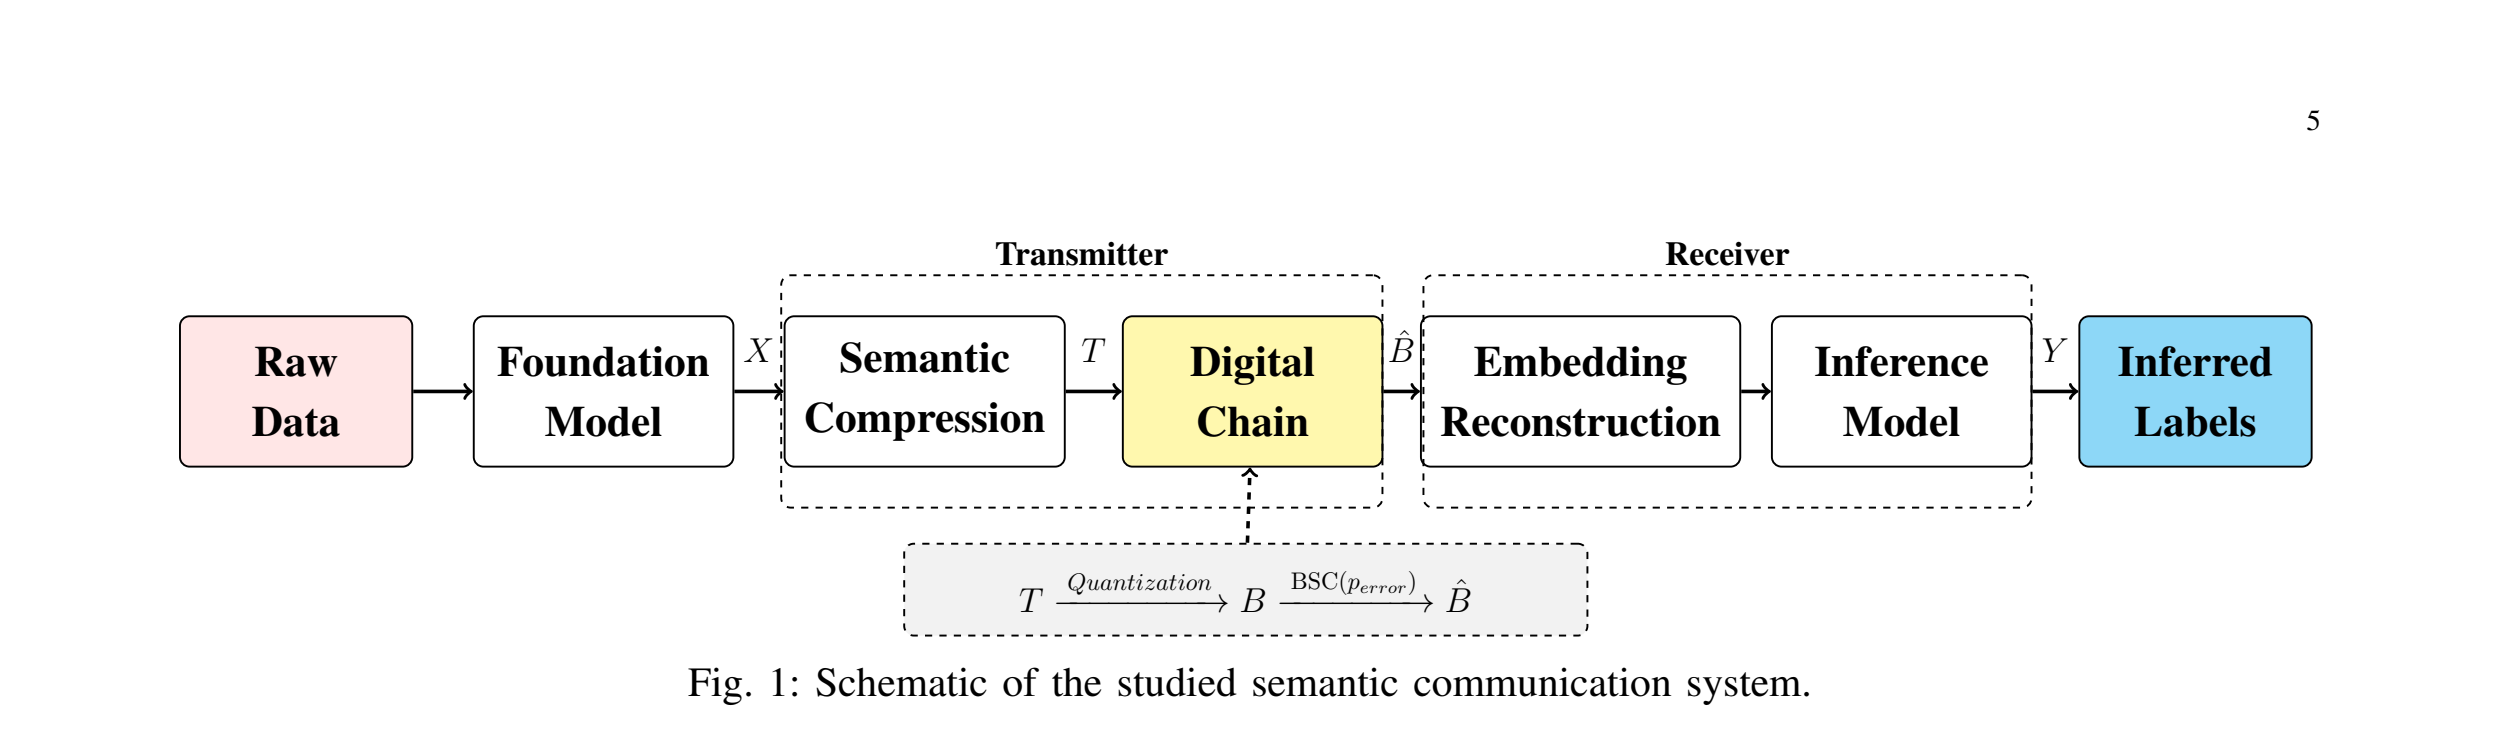 5
Transmitter
Receiver
Raw
Data
Foundation
Model
X
Semantic
Compression
T
Digital
Chain
B̂
Embedding
Reconstruction
Inference
Model
Y
Inferred
Labels
T Quantization B BSC(p_error) B̂
Fig. 1: Schematic of the studied semantic communication system.